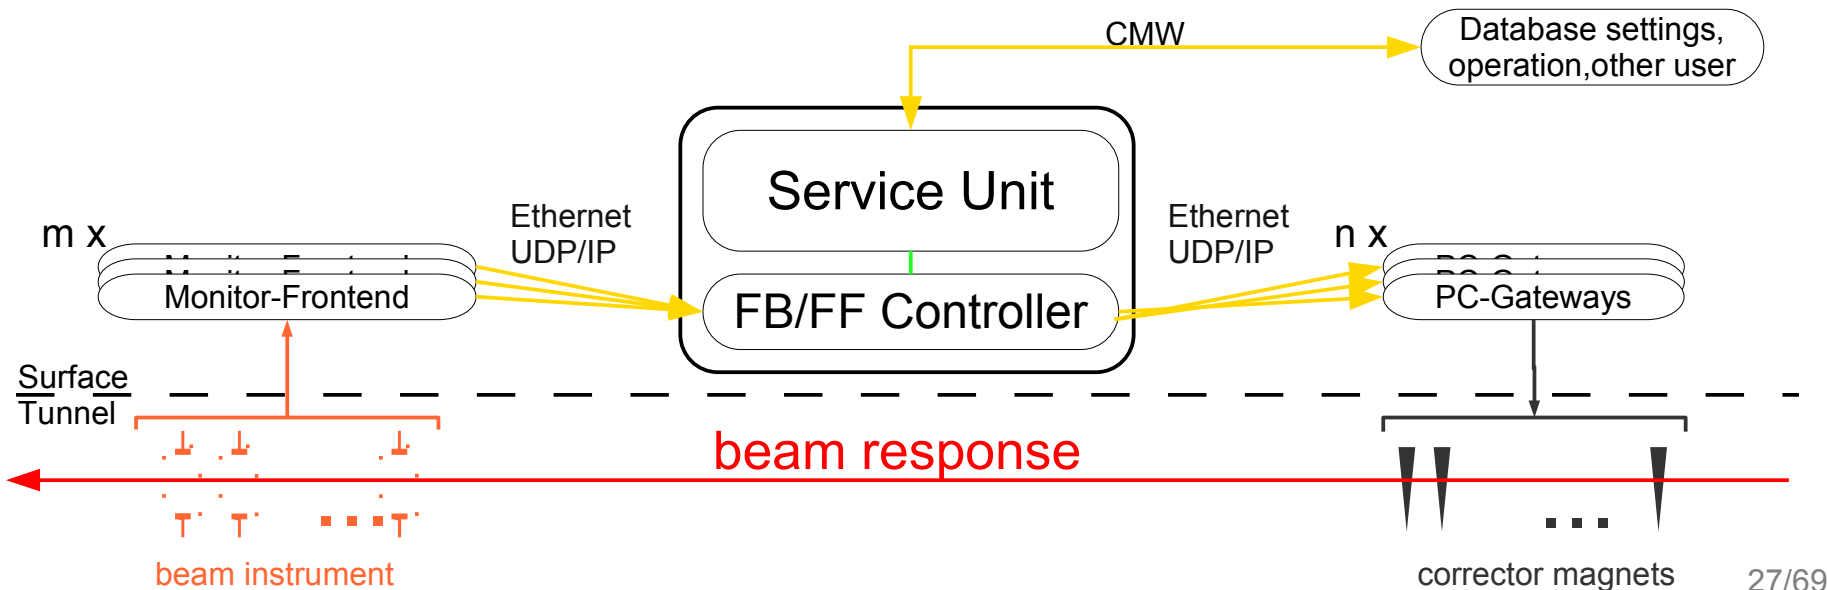 CMW
Database settings,
operation,other user
Service Unit
Ethernet
UDP/IP
Ethernet
UDP/IP
m x
n x
Monitor-Frontend
FB/FF Controller
PC-Gateways
Surface
Tunnel
beam response
beam instrument
corrector magnets
27/69